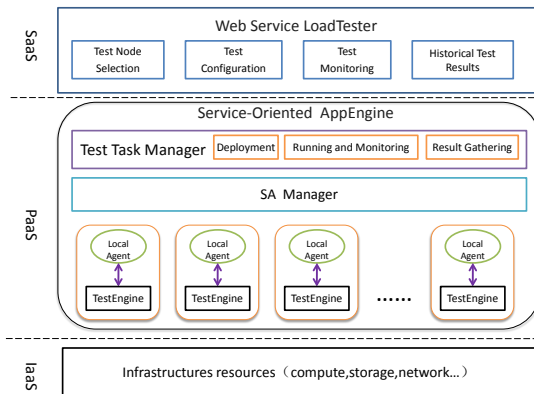 SaaS
Web Service LoadTester
Test Node
Selection
Test
Configuration
Test
Monitoring
Historical Test
Results
PaaS
Service-Oriented AppEngine
Test Task Manager
Deployment
Running and Monitoring
Result Gathering
SA Manager
Local
Agent
TestEngine
Local
Agent
TestEngine
Local
Agent
TestEngine
......
Local
Agent
TestEngine
IaaS
Infrastructures resources（compute,storage,network…）